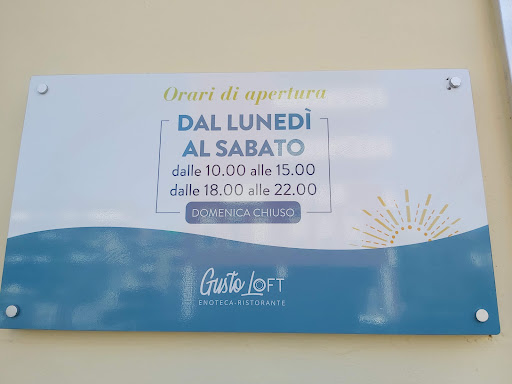 Orari di apertura
DAL LUNEDÌ
AL SABATO
dalle 10.00 alle 15.00
dalle 18.00 alle 22.00
DOMENICA CHIUSO
Gusto LOFT
ENOTECA-RISTORANTE